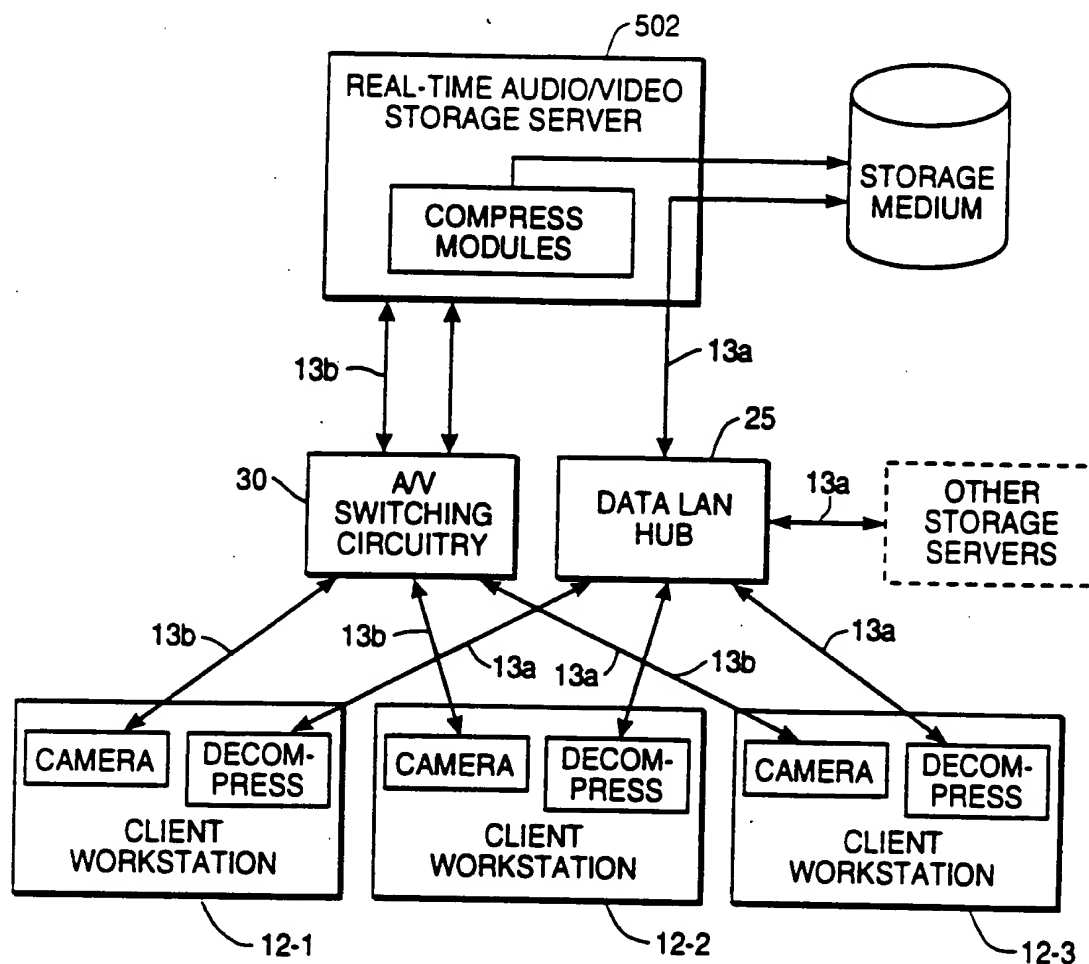 502
REAL-TIME AUDIO/VIDEO
STORAGE SERVER
COMPRESS
MODULES
STORAGE
MEDIUM
13b
13a
25
30
A/V
SWITCHING
CIRCUITRY
DATA LAN
HUB
13a
OTHER
STORAGE
SERVERS
13b
13b
13a
13a
13b
13a
CAMERA
DECOM-
PRESS
CLIENT
WORKSTATION
CAMERA
DECOM-
PRESS
CLIENT
WORKSTATION
CAMERA
DECOM-
PRESS
CLIENT
WORKSTATION
12-1
12-2
12-3